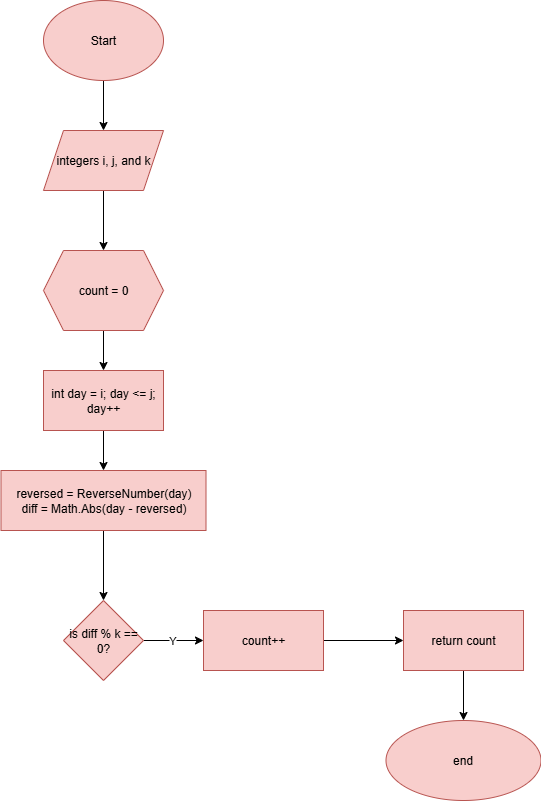 Start
integers i, j, and k
count = 0
int day = i; day <= j;
day++
reversed = ReverseNumber(day)
diff = Math.Abs(day - reversed)
is diff % k ==
0?
Y
count++
return count
end